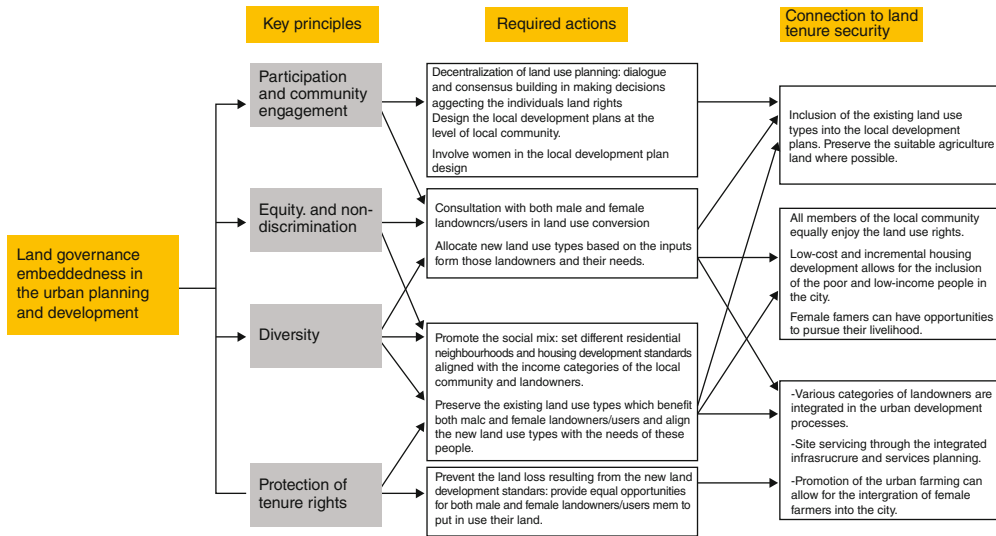 Key principles
Required actions
Connection to land
tenure security
Land governance
embeddedness in
the urban planning
and development
Participation
and community
engagement
Equity. and non-
discrimination
Diversity
Protection of
tenure rights
Decentralization of land use planning: dialogue
and consensus building in making decisions
aggecting the individuals land rights
Design the local development plans at the
level of local community.
Involve women in the local development plan
design
Consultation with both male and female
landowncrs/users in land use conversion
Allocate new land use types based on the inputs
form those landowners and their needs.
Promote the social mix: set different residential
neighbourhoods and housing development standards
aligned with the income categories of the local
community and landowners.
Preserve the existing land use types which benefit
both malc and female landowners/users and align
the new land use types with the needs of these
people.
Prevent the land loss resulting from the new land
development standars: provide equal opportunities
for both male and female landowners/users mem to
put in use their land.
Inclusion of the existing land use
types into the local development
plans. Preserve the suitable agriculture
land where possible.
All members of the local community
equally enjoy the land use rights.
Low-cost and incremental housing
development allows for the inclusion
of the poor and low-income people in
the city.
Female famers can have opportunities
to pursue their livelihood.
-Various categories of landowners are
integrated in the urban development
processes.
-Site servicing through the integrated
infrasrucrure and services planning.
-Promotion of the urban farming can
allow for the intergration of female
farmers into the city.